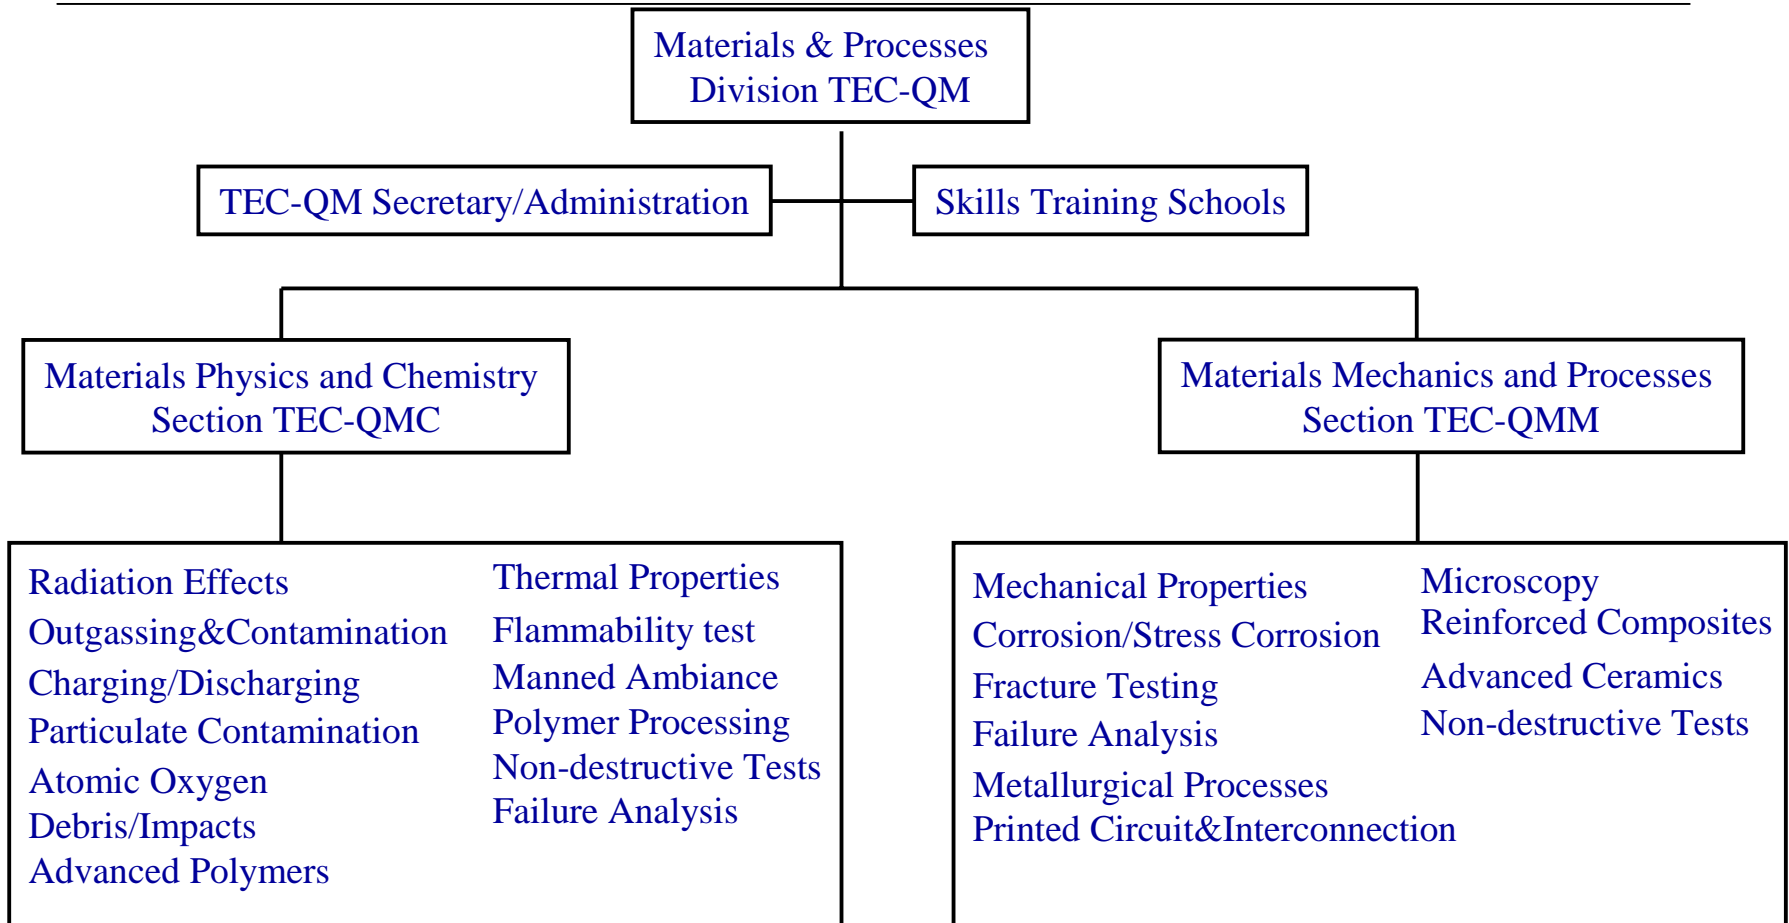 Materials & Processes
Division TEC-QM
TEC-QM Secretary/Administration
Skills Training Schools
Materials Physics and Chemistry
Section TEC-QMC
Materials Mechanics and Processes
Section TEC-QMM
Radiation Effects
Outgassing&Contamination
Charging/Discharging
Particulate Contamination
Atomic Oxygen
Debris/Impacts
Advanced Polymers
Thermal Properties
Flammability test
Manned Ambiance
Polymer Processing
Non-destructive Tests
Failure Analysis
Mechanical Properties
Corrosion/Stress Corrosion
Fracture Testing
Failure Analysis
Metallurgical Processes
Printed Circuit&Interconnection
Microscopy
Reinforced Composites
Advanced Ceramics
Non-destructive Tests